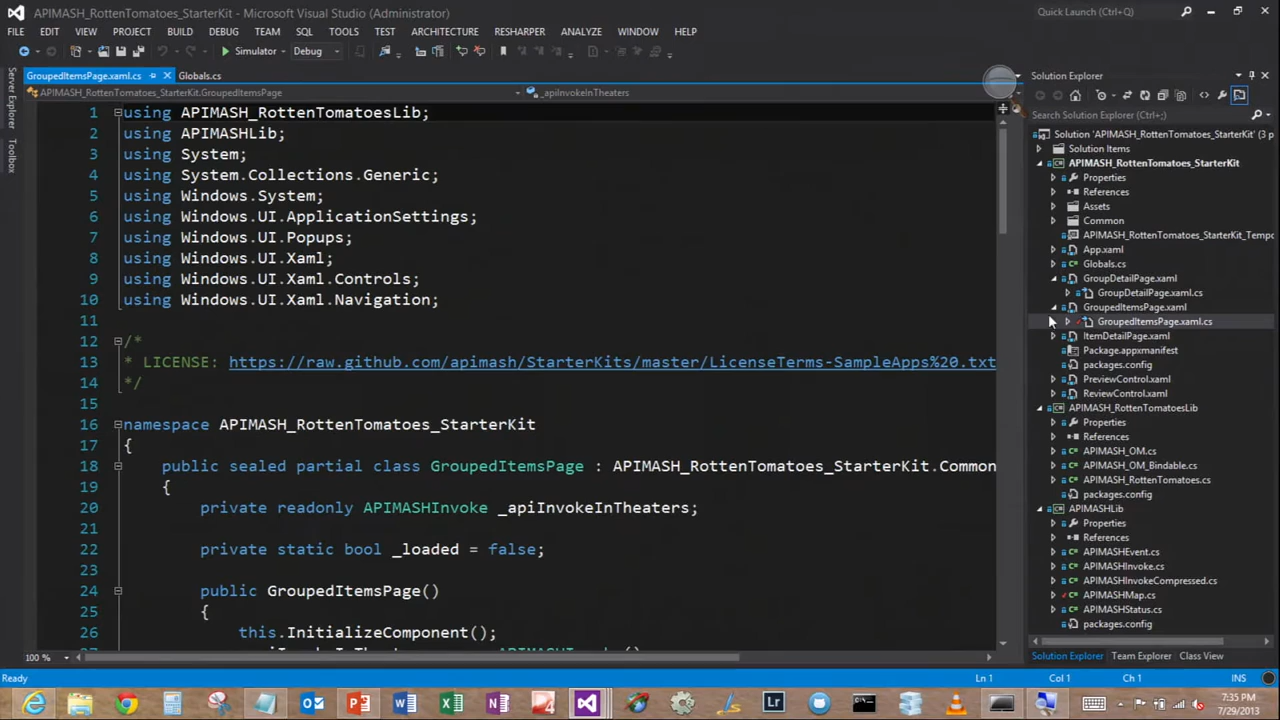 APIMASH_RottenTomatoes_StarterKit - Microsoft Visual Studio (Administrator)
Quick Launch (Ctrl+Q)
FILE EDIT VIEW PROJECT BUILD DEBUG TEAM SQL TOOLS TEST ARCHITECTURE RESHARPER ANALYZE WINDOW HELP
Simulator Debug
Server Explorer
Toolbox
GroupedItemsPage.xaml.cs Globals.cs
APIMASH_RottenTomatoes_StarterKit.GroupedItemsPage
_apiInvokeInTheaters
1 using APIMASH_RottenTomatoesLib;
2 using APIMASHLib;
3 using System;
4 using System.Collections.Generic;
5 using Windows.System;
6 using Windows.UI.ApplicationSettings;
7 using Windows.UI.Popups;
8 using Windows.UI.Xaml;
9 using Windows.UI.Xaml.Controls;
10 using Windows.UI.Xaml.Navigation;
11
12 /*
13 * LICENSE: https://raw.github.com/apimash/StarterKits/master/LicenseTerms-SampleApps%20.txt
14 */
15
16 namespace APIMASH_RottenTomatoes_StarterKit
17 {
18 public sealed partial class GroupedItemsPage : APIMASH_RottenTomatoes_StarterKit.Common
19 {
20 private readonly APIMASHInvoke _apiInvokeInTheaters;
21
22 private static bool _loaded = false;
23
24 public GroupedItemsPage()
25 {
26 this.InitializeComponent();
100 %
Solution Explorer
Search Solution Explorer (Ctrl+;)
Solution 'APIMASH_RottenTomatoes_StarterKit' (3 p
Solution Items
APIMASH_RottenTomatoes_StarterKit
Properties
References
Assets
Common
APIMASH_RottenTomatoes_StarterKit_Tempo
App.xaml
Globals.cs
GroupDetailPage.xaml
GroupDetailPage.xaml.cs
GroupedItemsPage.xaml
GroupedItemsPage.xaml.cs
ItemDetailPage.xaml
Package.appxmanifest
packages.config
PreviewControl.xaml
ReviewControl.xaml
APIMASH_RottenTomatoesLib
Properties
References
APIMASH_OM.cs
APIMASH_OM_Bindable.cs
APIMASH_RottenTomatoes.cs
packages.config
APIMASHLib
Properties
References
APIMASHEvent.cs
APIMASHInvoke.cs
APIMASHInvokeCompressed.cs
APIMASHMap.cs
APIMASHStatus.cs
packages.config
Solution Explorer Team Explorer Class View
Ln 1 Col 1 Ch 1 INS
Lr
7:35 PM
7/29/2013